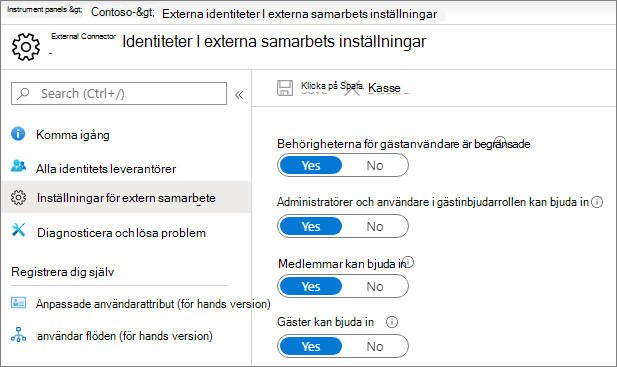 Instrument panels &gt; Contoso-&gt; Externa identiteter I externa samarbets inställningar
External Connector
- Identiteter I externa samarbets inställningar
Search (Ctrl+/) «
Klicka på Spara. Kasse
Komma igång
Alla identitets leverantörer
Inställningar för extern samarbete
Diagnosticera och lösa problem
Registrera dig själv
Anpassade användarattribut (för hands version)
användar flöden (för hands version)
Behörigheterna för gästanvändare är begränsade
Yes No
Administratörer och användare i gästinbjudarrollen kan bjuda in
Yes No
Medlemmar kan bjuda in
Yes No
Gäster kan bjuda in
Yes No